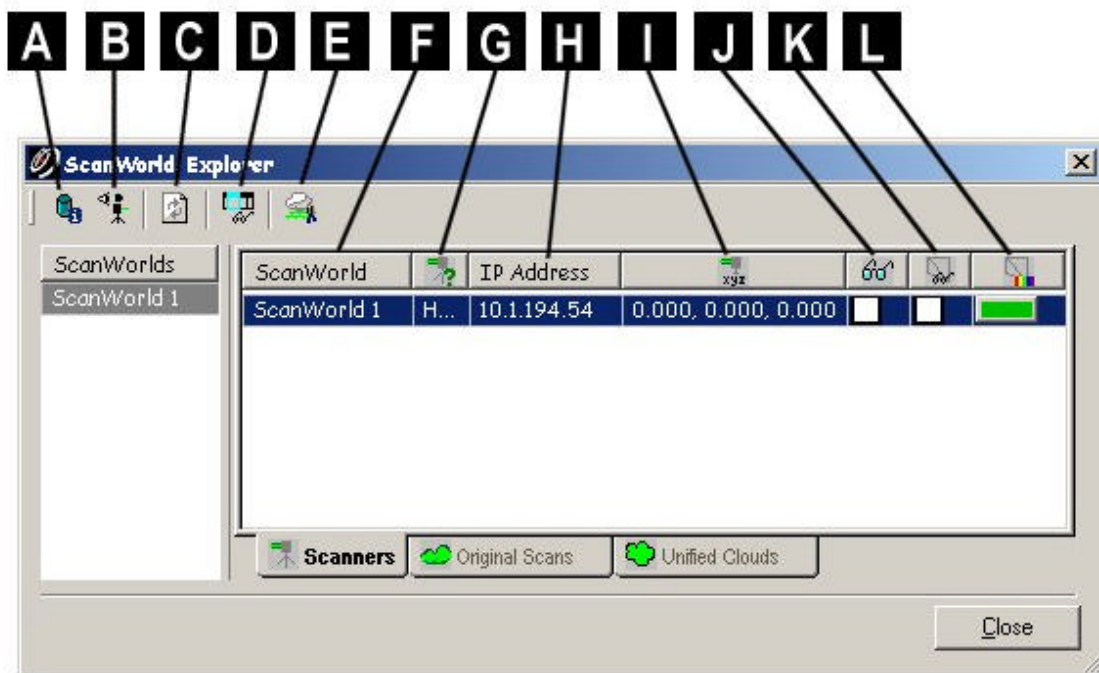 A B C D E F G H I J K L
ScanWorld Explorer
ScanWorlds
ScanWorld 1
ScanWorld IP Address xyz
ScanWorld 1 H... 10.1.194.54 0.000, 0.000, 0.000
Scanners Original Scans Unified Clouds
Close